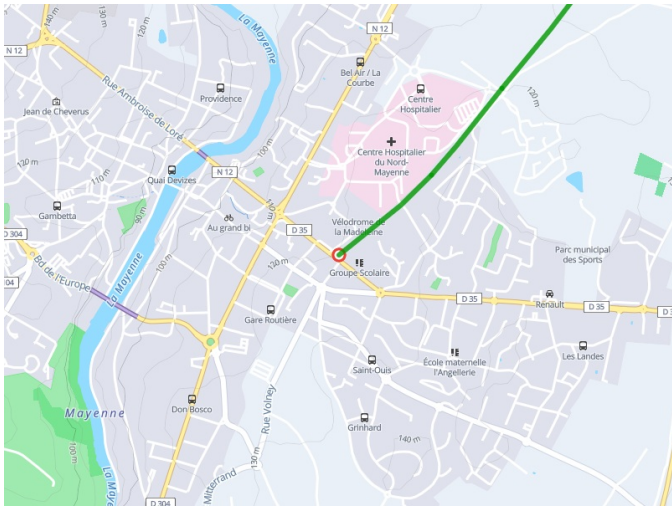 140 m
130 m
La Mayenne
N 12
N 12
Bel Air / La
Courbe
Rue Ambroise de Loré
Providence
Jean de Cheverus
Centre
Hospitalier
120 m
100 m
Centre Hospitalier
du Nord-
Mayenne
120 m
110 m
Quai Devizes
N 12
Gambetta
90 m
110 m
Au grand bi
Vélodrome de
la Madeleine
D 35
D 304
Bd de l'Europe
La Mayenne
100 m
120 m
Groupe Scolaire
Parc municipal
des Sports
D 35
Renault
D 35
Gare Routière
Les Landes
Saint-Ouis
École maternelle
l'Angellerie
Mayenne
Don Bosco
Rue Volney
Grinhard
140 m
100 m
130 m
Mitterrand
D 304